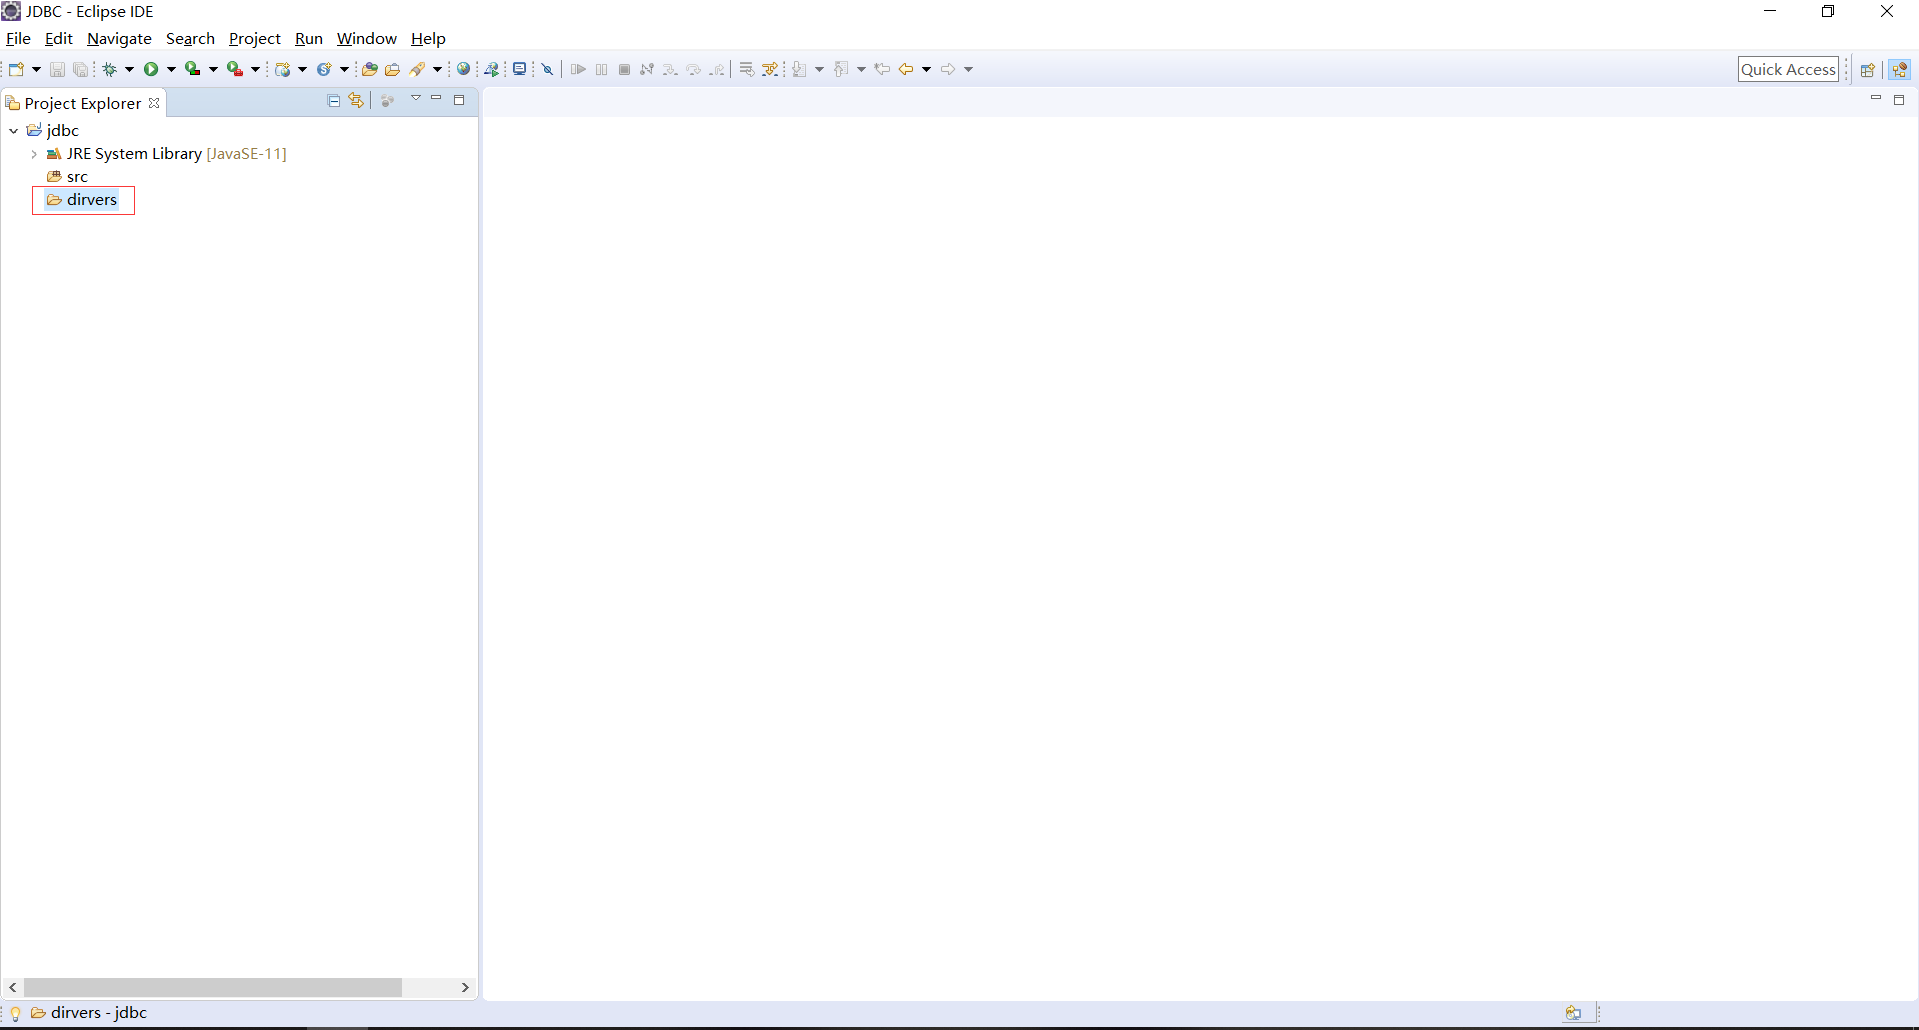 JDBC - Eclipse IDE
File Edit Navigate Search Project Run Window Help
Quick Access
Project Explorer
jdbc
JRE System Library [JavaSE-11]
src
dirvers
dirvers - jdbc